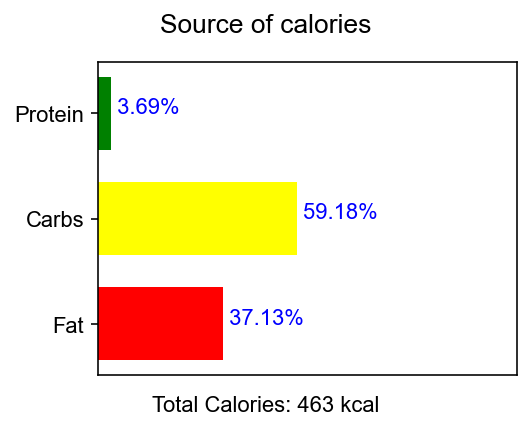 Source of calories
Protein 3.69%
Carbs 59.18%
Fat 37.13%
Total Calories: 463 kcal